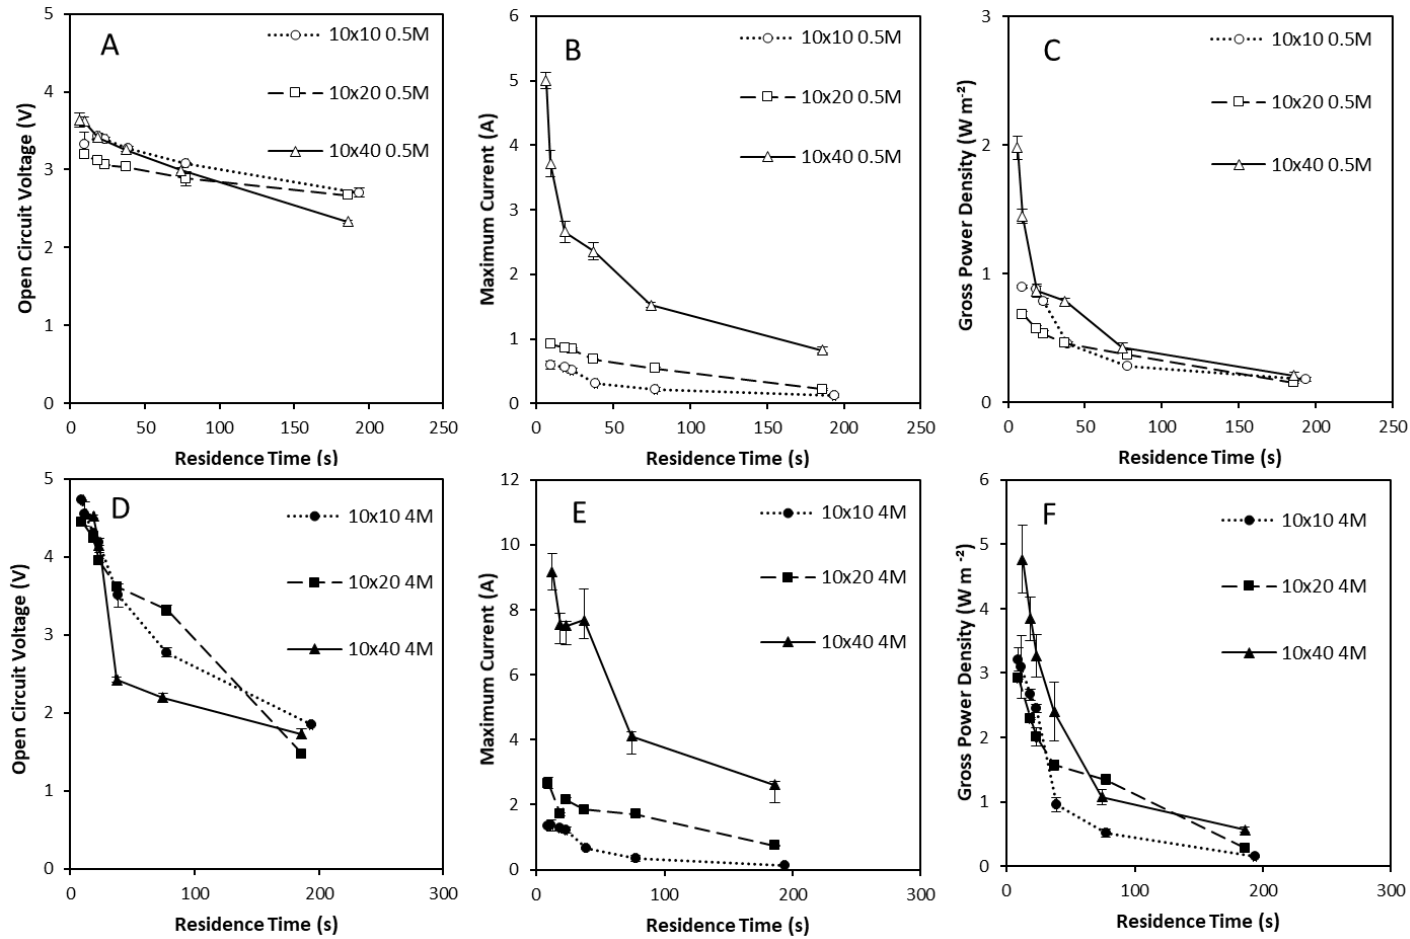 A
10x10 0.5M
10x20 0.5M
10x40 0.5M
Open Circuit Voltage (V)
5
4
3
2
1
0
0 50 100 150 200 250
Residence Time (s)
B
10x10 0.5M
10x20 0.5M
10x40 0.5M
Maximum Current (A)
6
5
4
3
2
1
0
0 50 100 150 200 250
Residence Time (s)
C
10x10 0.5M
10x20 0.5M
10x40 0.5M
Gross Power Density (W m⁻²)
3
2
1
0
0 50 100 150 200 250
Residence Time (s)
D
10x10 4M
10x20 4M
10x40 4M
Open Circuit Voltage (V)
5
4
3
2
1
0
0 100 200 300
Residence Time (s)
E
10x10 4M
10x20 4M
10x40 4M
Maximum Current (A)
12
10
8
6
4
2
0
0 100 200 300
Residence Time (s)
F
10x10 4M
10x20 4M
10x40 4M
Gross Power Density (W m⁻²)
6
5
4
3
2
1
0
0 100 200 300
Residence Time (s)